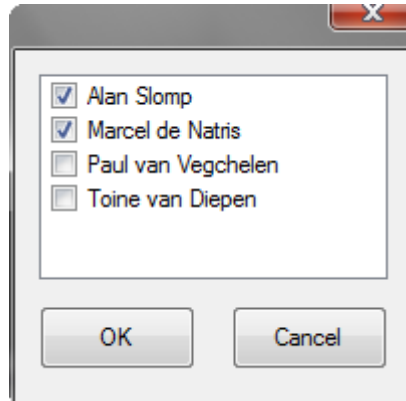 Alan Slomp
Marcel de Natris
Paul van Vegchelen
Toine van Diepen
OK
Cancel